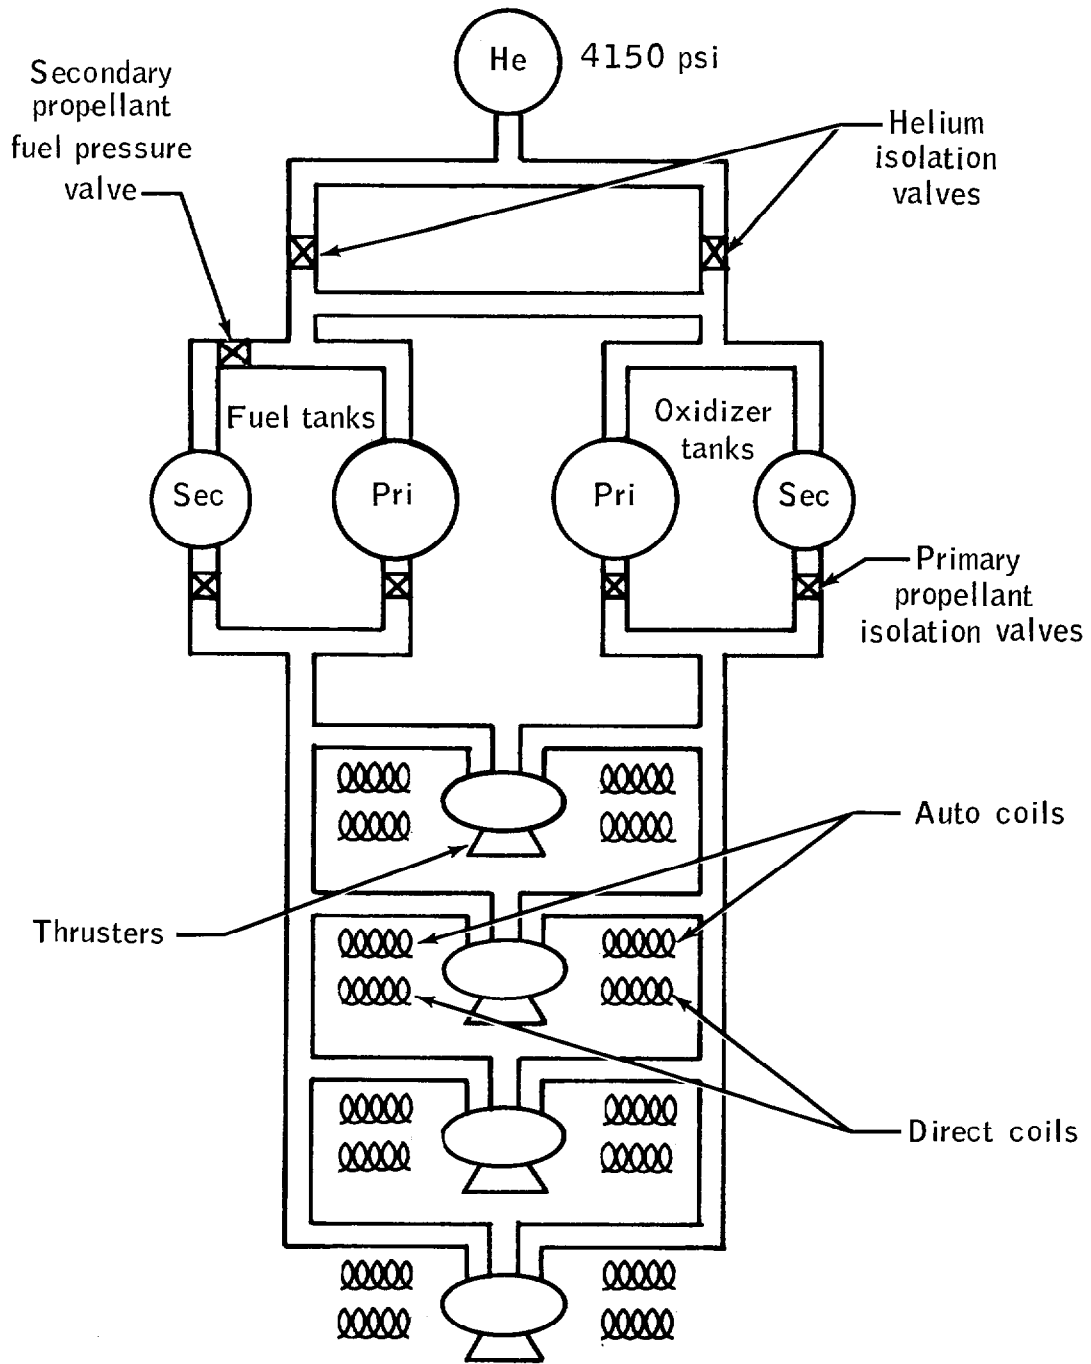 He
4150 psi
Secondary
propellant
fuel pressure
valve
Helium
isolation
valves
Fuel tanks
Oxidizer
tanks
Sec
Pri
Pri
Sec
Primary
propellant
isolation valves
Auto coils
Thrusters
Direct coils